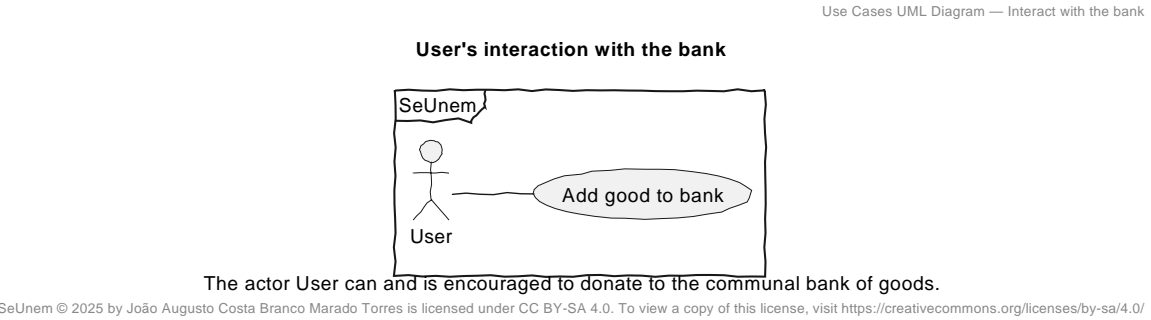 Use Cases UML Diagram — Interact with the bank
User's interaction with the bank
SeUnem
Add good to bank
User
The actor User can and is encouraged to donate to the communal bank of goods.
SeUnem © 2025 by João Augusto Costa Branco Marado Torres is licensed under CC BY-SA 4.0. To view a copy of this license, visit https://creativecommons.org/licenses/by-sa/4.0/